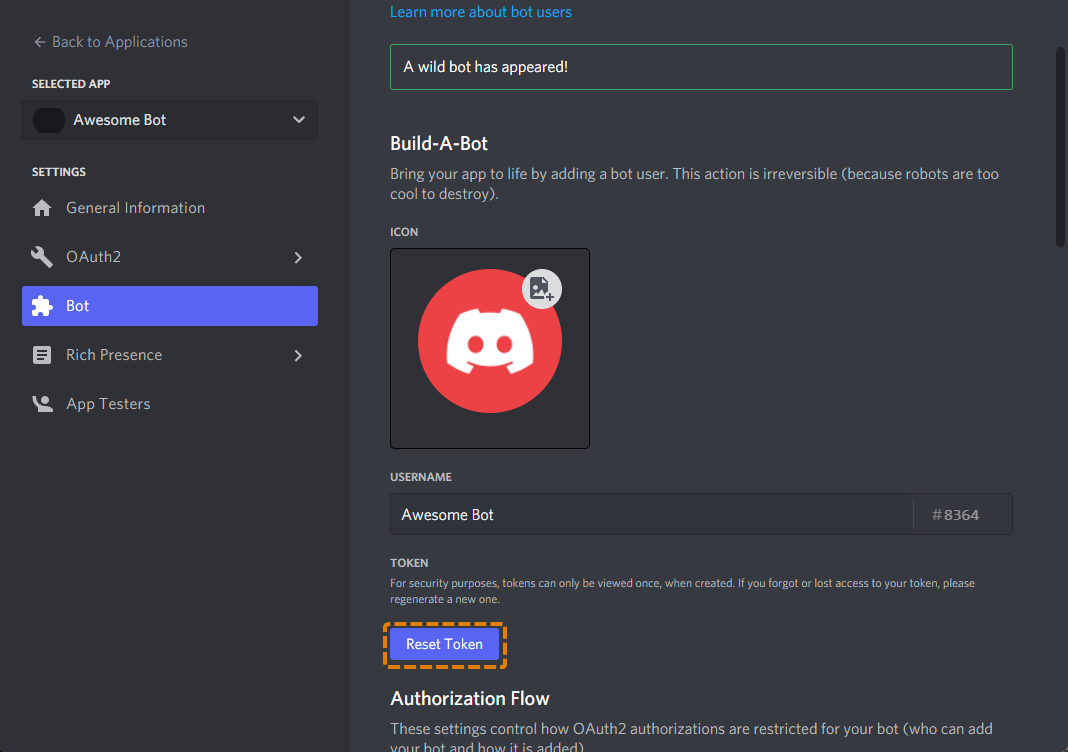 Back to Applications
SELECTED APP
Awesome Bot
SETTINGS
General Information
OAuth2
Bot
Rich Presence
App Testers
Learn more about bot users
A wild bot has appeared!
Build-A-Bot
Bring your app to life by adding a bot user. This action is irreversible (because robots are too
cool to destroy).
ICON
USERNAME
Awesome Bot #8364
TOKEN
For security purposes, tokens can only be viewed once, when created. If you forgot or lost access to your token, please
regenerate a new one.
Reset Token
Authorization Flow
These settings control how OAuth2 authorizations are restricted for your bot (who can add
your bot and how it is added).